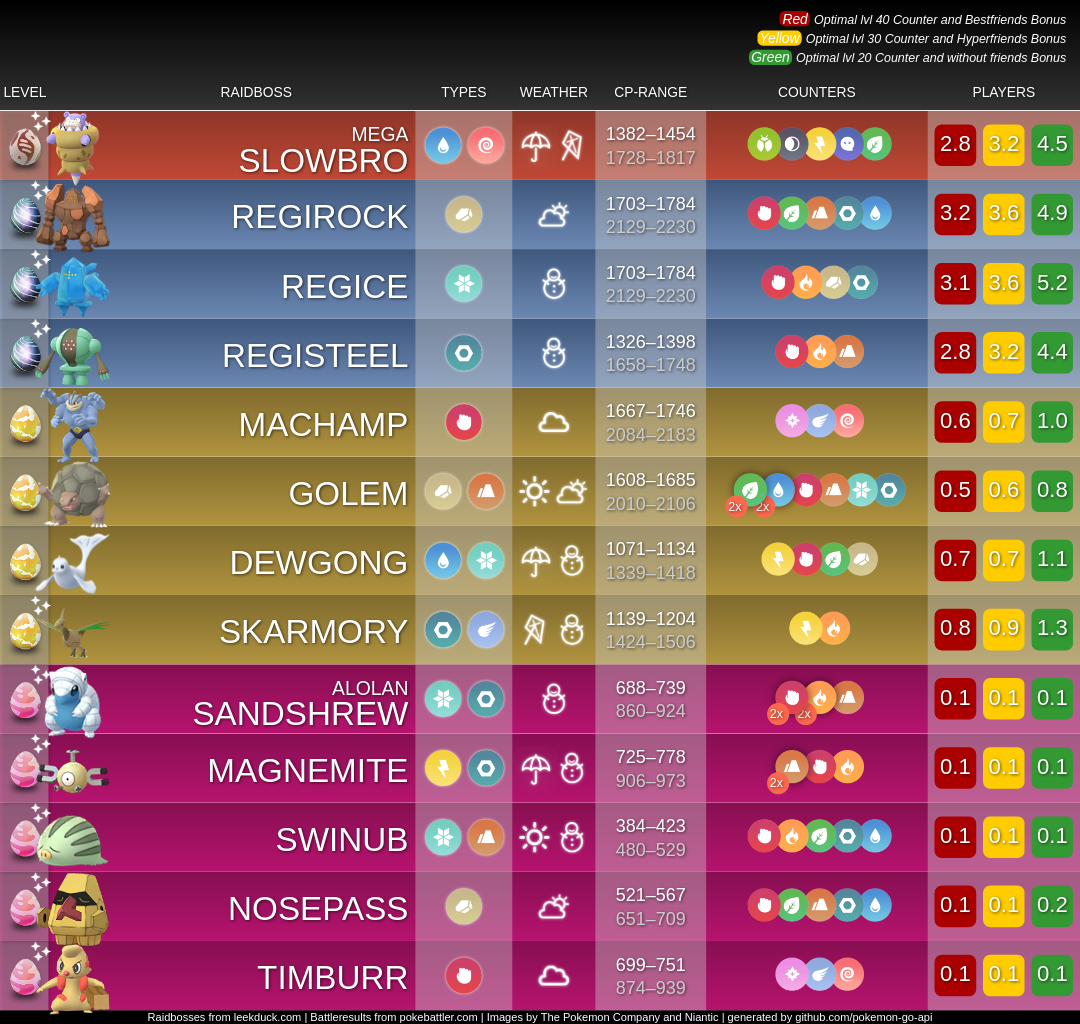 Red Optimal lvl 40 Counter and Bestfriends Bonus
Yellow Optimal lvl 30 Counter and Hyperfriends Bonus
Green Optimal lvl 20 Counter and without friends Bonus
LEVEL RAIDBOSS TYPES WEATHER CP-RANGE COUNTERS PLAYERS
MEGA
SLOWBRO
1382–1454
1728–1817
2.8 3.2 4.5
REGIROCK
1703–1784
2129–2230
3.2 3.6 4.9
REGICE
1703–1784
2129–2230
3.1 3.6 5.2
REGISTEEL
1326–1398
1658–1748
2.8 3.2 4.4
MACHAMP
1667–1746
2084–2183
0.6 0.7 1.0
GOLEM
1608–1685
2010–2106
2x 2x
0.5 0.6 0.8
DEWGONG
1071–1134
1339–1418
0.7 0.7 1.1
SKARMORY
1139–1204
1424–1506
0.8 0.9 1.3
ALOLAN
SANDSHREW
688–739
860–924
2x 2x
0.1 0.1 0.1
MAGNEMITE
725–778
906–973
2x
0.1 0.1 0.1
SWINUB
384–423
480–529
0.1 0.1 0.1
NOSEPASS
521–567
651–709
0.1 0.1 0.2
TIMBURR
699–751
874–939
0.1 0.1 0.1
Raidbosses from leekduck.com | Battleresults from pokebattler.com | Images by The Pokemon Company and Niantic | generated by github.com/pokemon-go-api